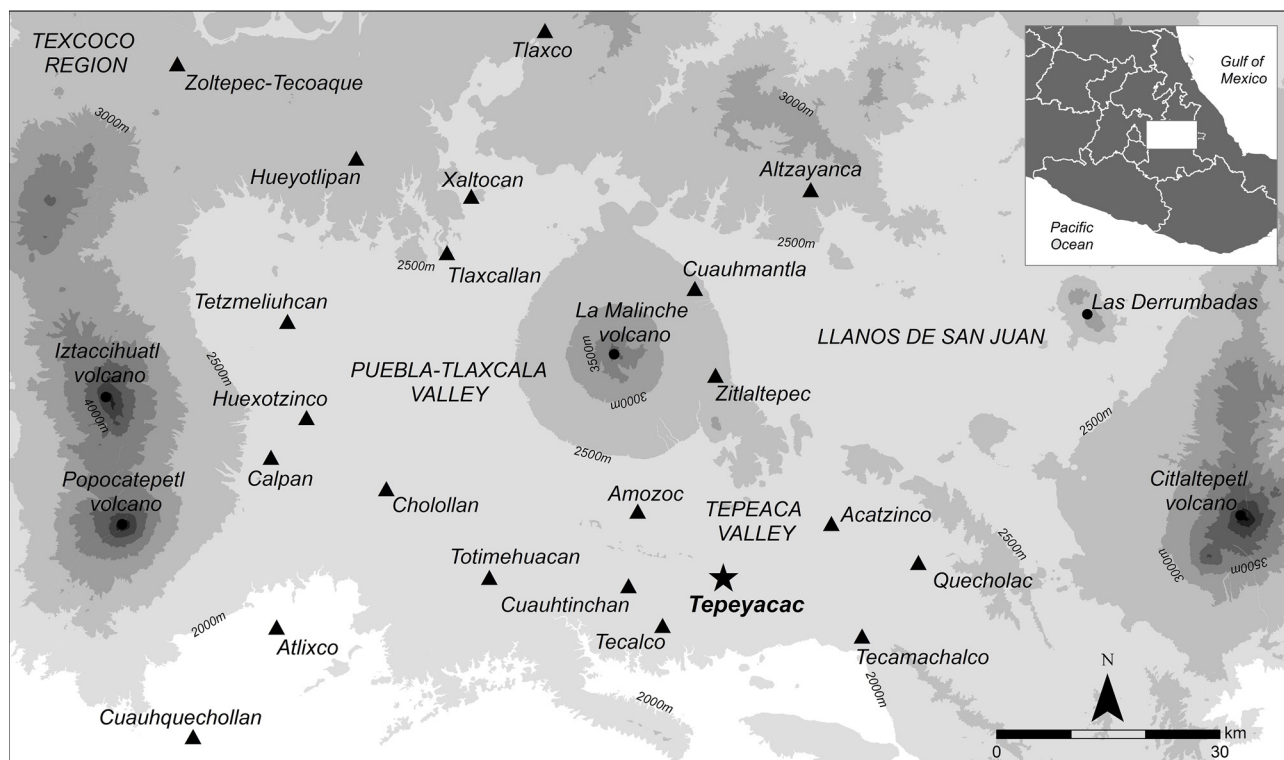 TEXCOCO
REGION
Zoltepec-Tecoaque
Tlaxco
Gulf of
Mexico
3000m
3000m
Hueyotlipan
Xaltocan
Altzayanca
Pacific
Ocean
2500m
Tlaxcallan
2500m
Cuauhmantla
Tetzmeliuhcan
La Malinche
volcano
Las Derrumbadas
LLANOS DE SAN JUAN
Iztaccihuatl
volcano
2500m
3500m
PUEBLA-TLAXCALA
VALLEY
Huexotzinco
4000m
3000m
Zitlaltepec
2500m
2500m
Calpan
Popocatepetl
volcano
Cholollan
Amozoc
TEPEACA
VALLEY
Acatzinco
Citlaltepetl
volcano
2500m
Totimehuacan
Quecholac
3000m
3500m
Cuauhtinchan
Tepeyacac
2000m
Atlixco
Tecalco
Tecamachalco
2000m
2000m
N
Cuauhquechollan
km
0
30